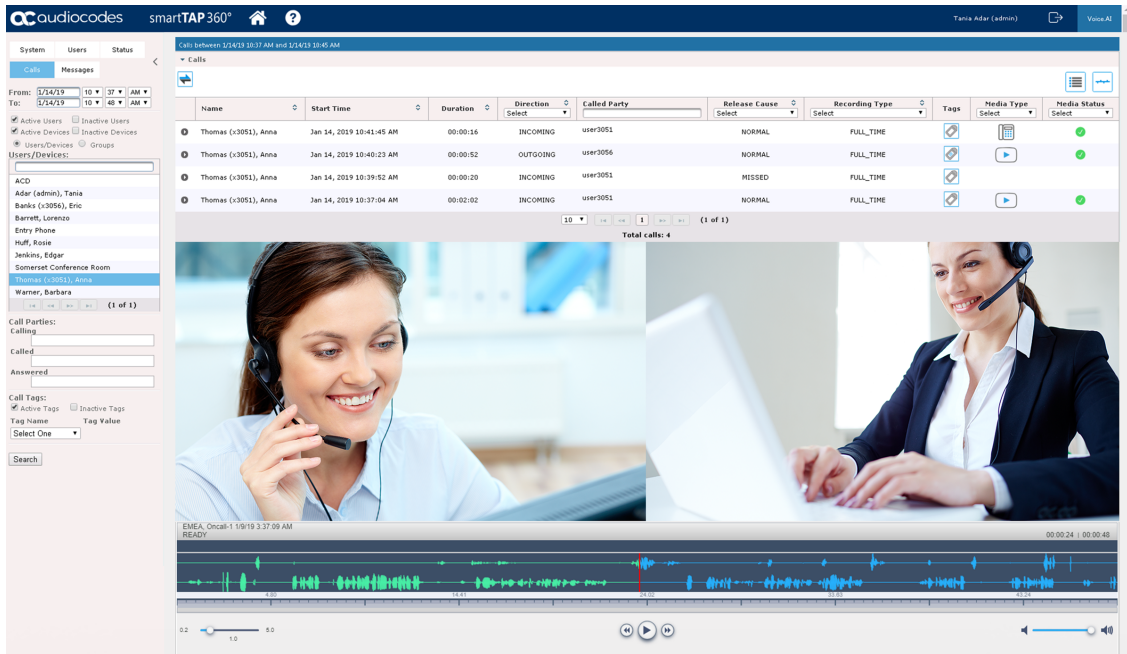 audiocodes smartTAP 360° ? Tania Adar (admin) Voice.AI
System Users Status
Calls Messages
From: 1/14/19 10 37 AM
To: 1/14/19 10 48 AM
Active Users Inactive Users
Active Devices Inactive Devices
Users/Devices Groups
Users/Devices:
ACD
Adar (admin), Tania
Banks (x3056), Eric
Barrett, Lorenzo
Entry Phone
Huff, Rosie
Jenkins, Edgar
Somerset Conference Room
Thomas (x3051), Anna
Warner, Barbara
(1 of 1)
Call Parties:
Calling
Called
Answered
Call Tags:
Active Tags Inactive Tags
Tag Name Tag Value
Select One
Search
Calls between 1/14/19 10:37 AM and 1/14/19 10:45 AM
Calls
Name Start Time Duration Direction Called Party Release Cause Recording Type Tags Media Type Media Status
Select Select Select Select Select
Thomas (x3051), Anna Jan 14, 2019 10:41:45 AM 00:00:16 INCOMING user3051 NORMAL FULL_TIME
Thomas (x3051), Anna Jan 14, 2019 10:40:23 AM 00:00:52 OUTGOING user3056 NORMAL FULL_TIME
Thomas (x3051), Anna Jan 14, 2019 10:39:52 AM 00:00:20 INCOMING user3051 MISSED FULL_TIME
Thomas (x3051), Anna Jan 14, 2019 10:37:04 AM 00:02:02 INCOMING user3051 NORMAL FULL_TIME
10 1 (1 of 1)
Total calls: 4
EMEA, Oncall-1 1/9/19 3:37:09 AM
READY 00:00:24 | 00:00:48
4.80 14.41 24.02 33.63 43.24
0.2 5.0
1.0